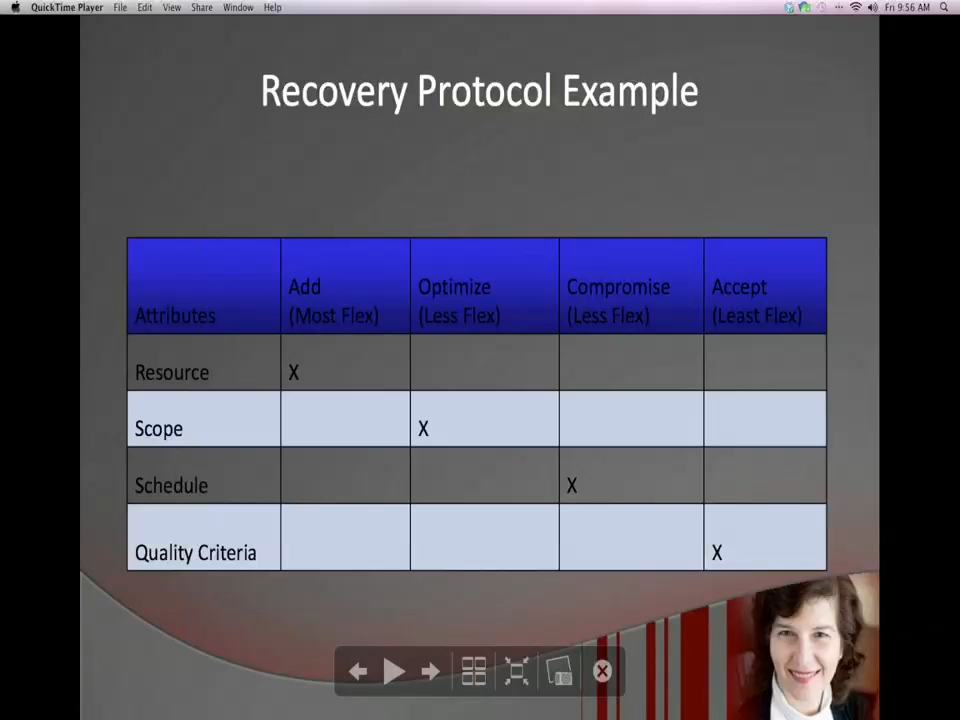 QuickTime Player File Edit View Share Window Help Fri 9:56 AM
Recovery Protocol Example
Attributes Add (Most Flex) Optimize (Less Flex) Compromise (Less Flex) Accept (Least Flex)
Resource X
Scope X
Schedule X
Quality Criteria X